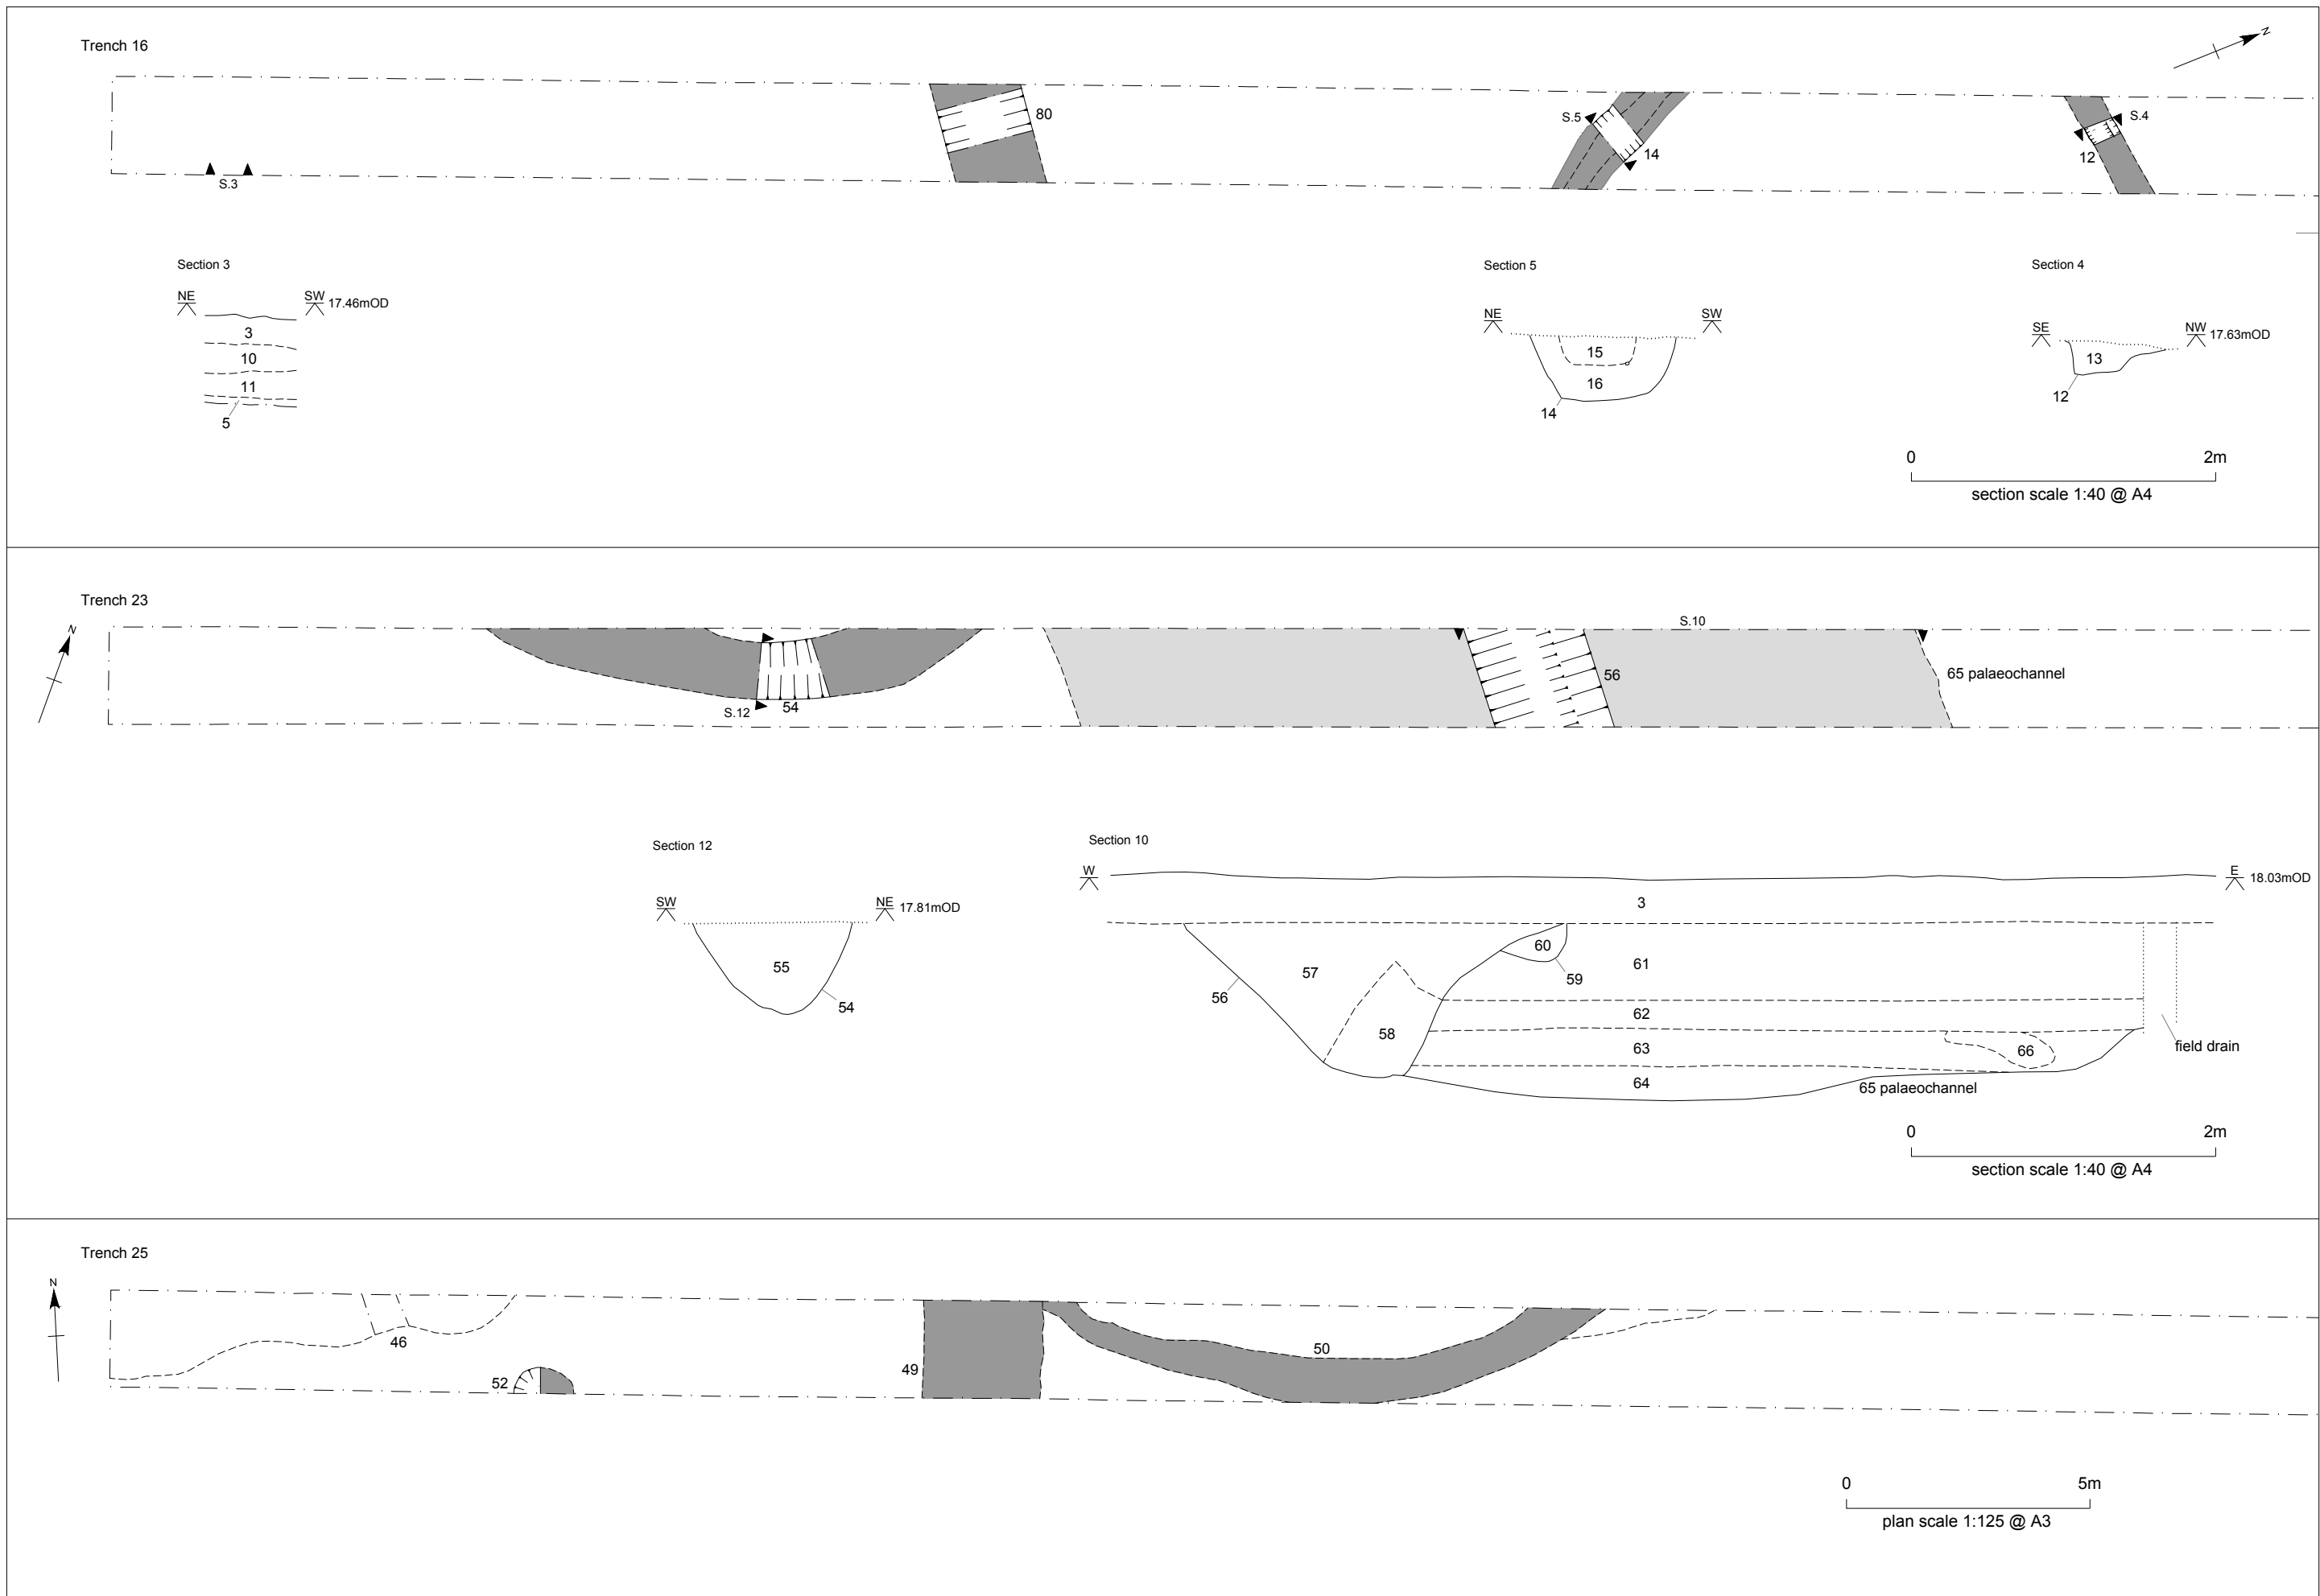 Trench 16
N
80
S.5
14
S.4
12
S.3
Section 3
NE
SW
17.46mOD
3
10
11
5
Section 5
NE
SW
15
16
14
Section 4
SE
NW
17.63mOD
13
12
0 2m
section scale 1:40 @ A4
Trench 23
N
S.10
56
65 palaeochannel
S.12
54
Section 12
SW
NE
17.81mOD
55
54
Section 10
W
E
18.03mOD
3
60
61
57
59
56
62
58
63
66
field drain
64
65 palaeochannel
0 2m
section scale 1:40 @ A4
Trench 25
N
46
50
49
52
0 5m
plan scale 1:125 @ A3